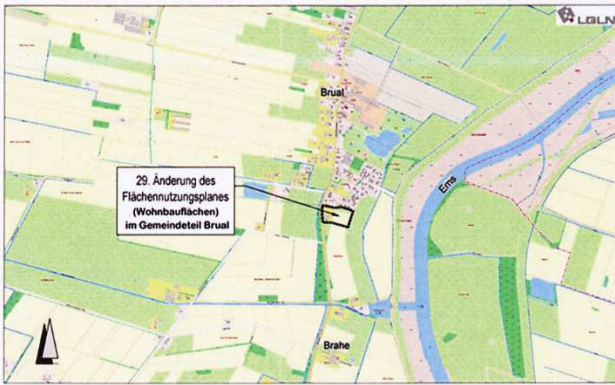 LGLN
Brual
29. Änderung des
Flächennutzungsplanes
(Wohnbauflächen)
im Gemeindeteil Brual
Ems
Brahe